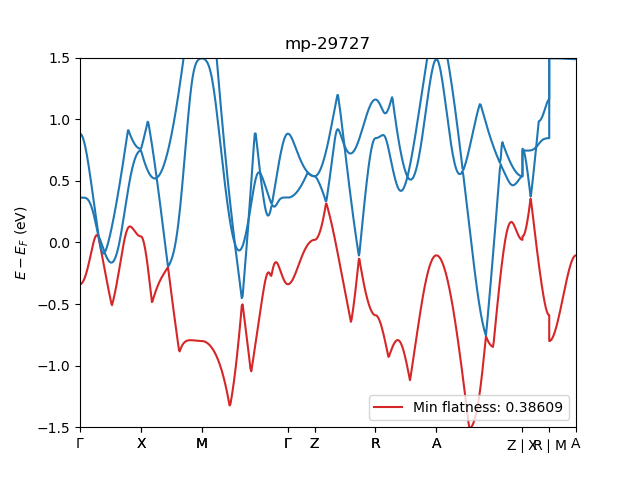 mp-29727
E − E_F (eV)
1.5
1.0
0.5
0.0
−0.5
−1.0
−1.5
Min flatness: 0.38609
Γ X M Γ Z R A Z | X R | M A